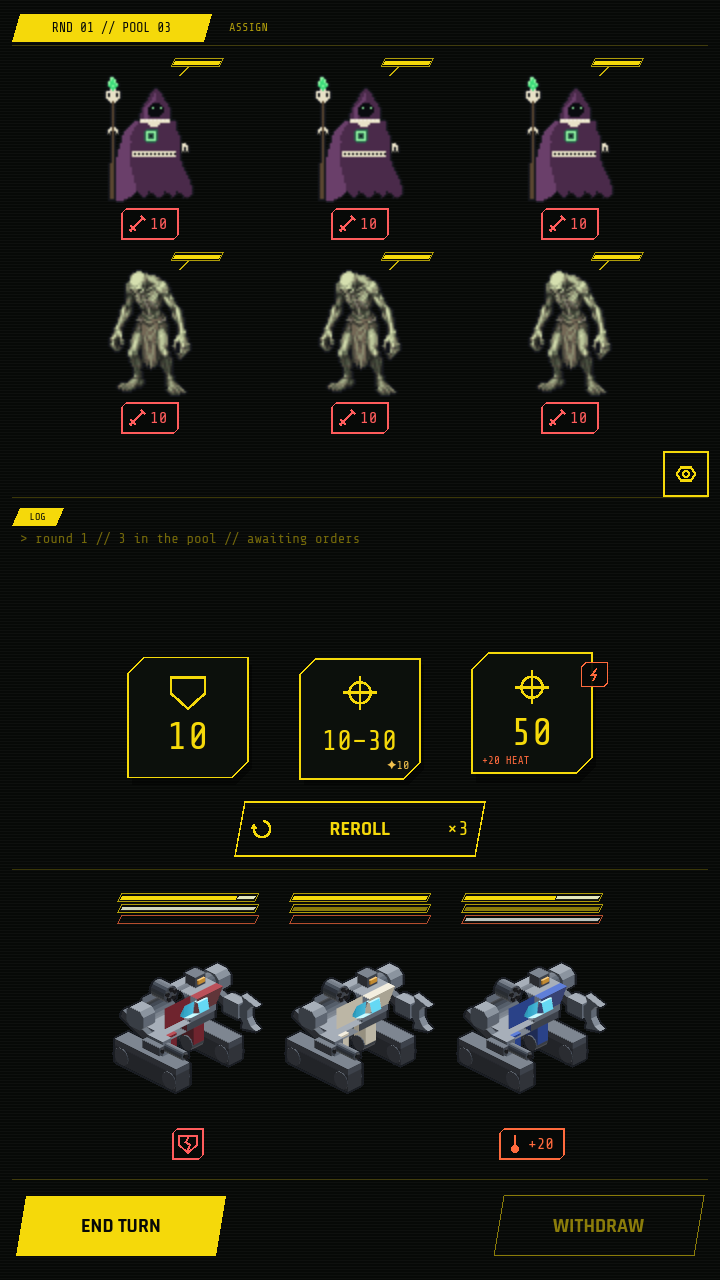 RND 01 // POOL 03
ASSIGN
10
10
10
10
10
10
LOG
> round 1 // 3 in the pool // awaiting orders
10
10–30
10
50
+20 HEAT
REROLL
×3
+20
END TURN
WITHDRAW